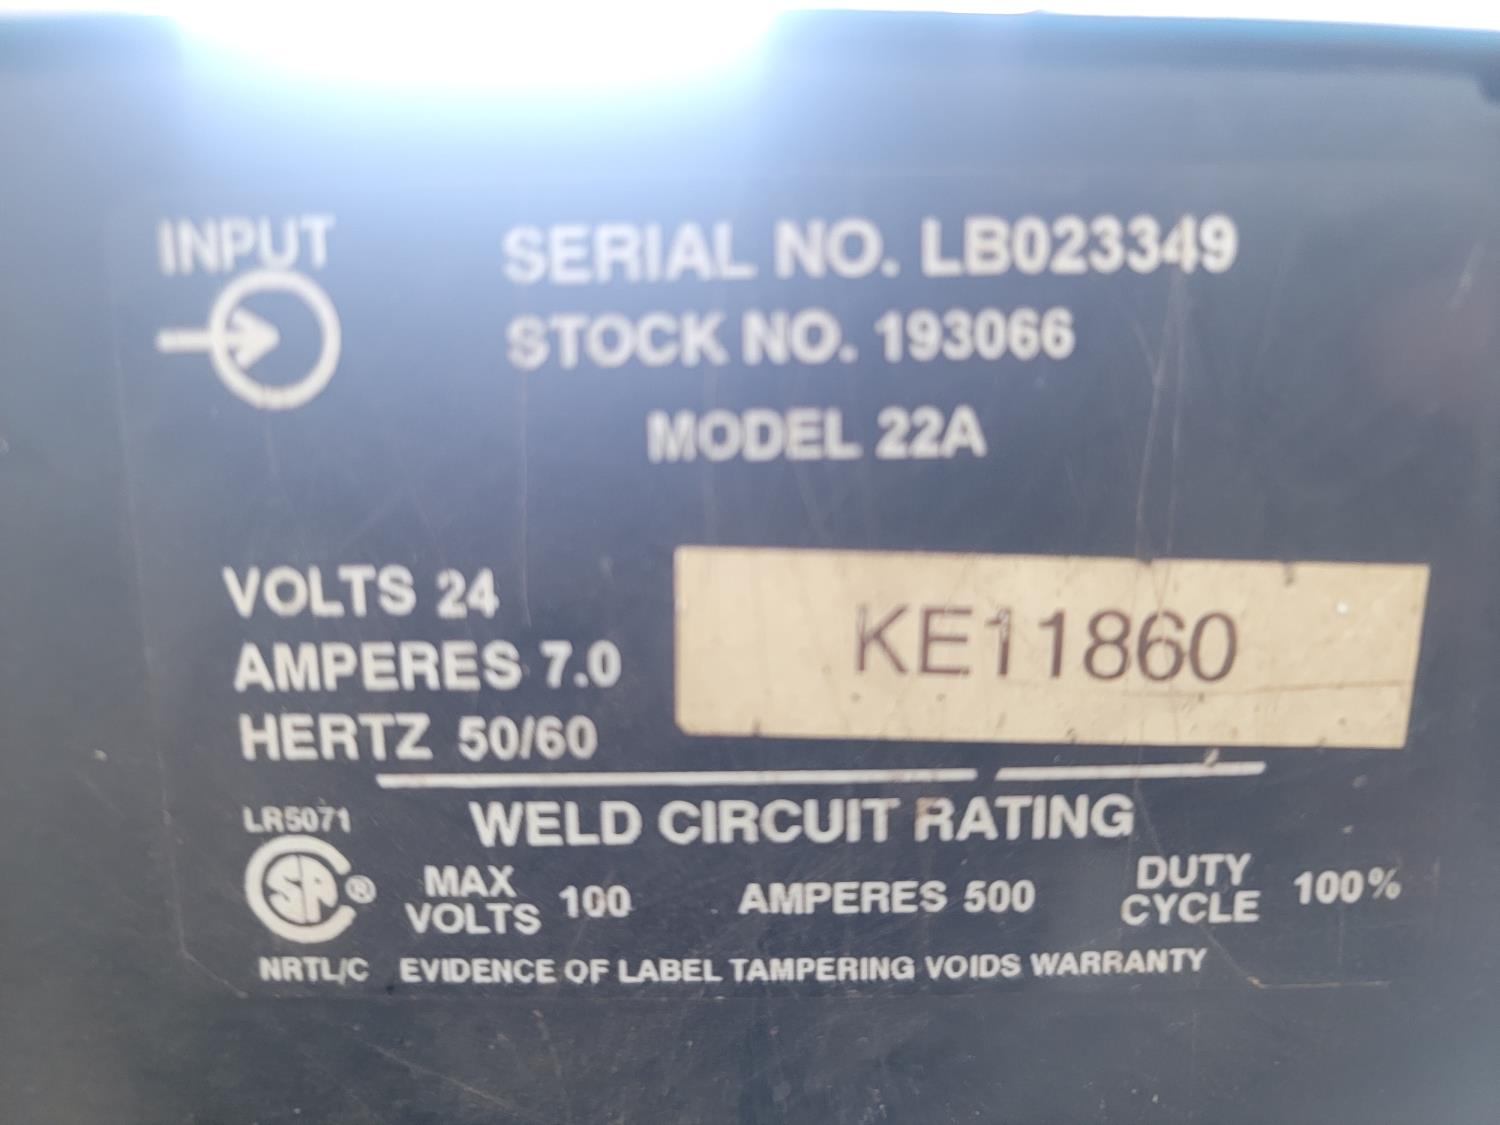 INPUT
SERIAL NO. LB023349
STOCK NO. 193066
MODEL 22A
VOLTS 24
AMPERES 7.0
HERTZ 50/60
KE11860
WELD CIRCUIT RATING
LR5071
SA ®
MAX VOLTS 100 AMPERES 500 DUTY CYCLE 100%
NRTL/C EVIDENCE OF LABEL TAMPERING VOIDS WARRANTY